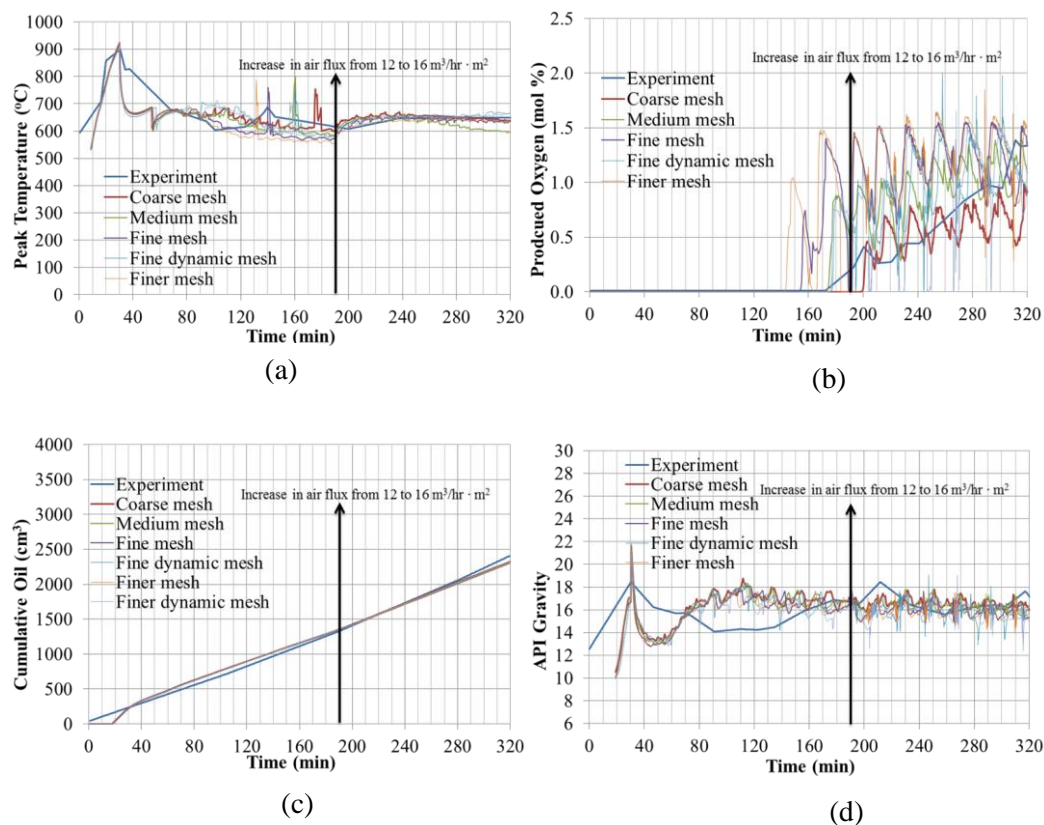 1000
900
800
700
600
500
400
300
200
100
0
Peak Temperature (ºC)
Increase in air flux from 12 to 16 m³/hr · m²
Experiment
Coarse mesh
Medium mesh
Fine mesh
Fine dynamic mesh
Finer mesh
0 40 80 120 160 200 240 280 320
Time (min)
(a)
2.5
2.0
1.5
1.0
0.5
0.0
Prodcued Oxygen (mol %)
Increase in air flux from 12 to 16 m³/hr · m²
Experiment
Coarse mesh
Medium mesh
Fine mesh
Fine dynamic mesh
Finer mesh
0 40 80 120 160 200 240 280 320
Time (min)
(b)
4000
3500
3000
2500
2000
1500
1000
500
0
Cumulative Oil (cm³)
Experiment
Increase in air flux from 12 to 16 m³/hr · m²
Coarse mesh
Medium mesh
Fine mesh
Fine dynamic mesh
Finer mesh
Finer dynamic mesh
0 40 80 120 160 200 240 280 320
Time (min)
(c)
30
28
26
24
22
20
18
16
14
12
10
8
6
API Gravity
Experiment
Coarse mesh
Increase in air flux from 12 to 16 m³/hr · m²
Medium mesh
Fine mesh
Fine dynamic mesh
Finer mesh
0 40 80 120 160 200 240 280 320
Time (min)
(d)